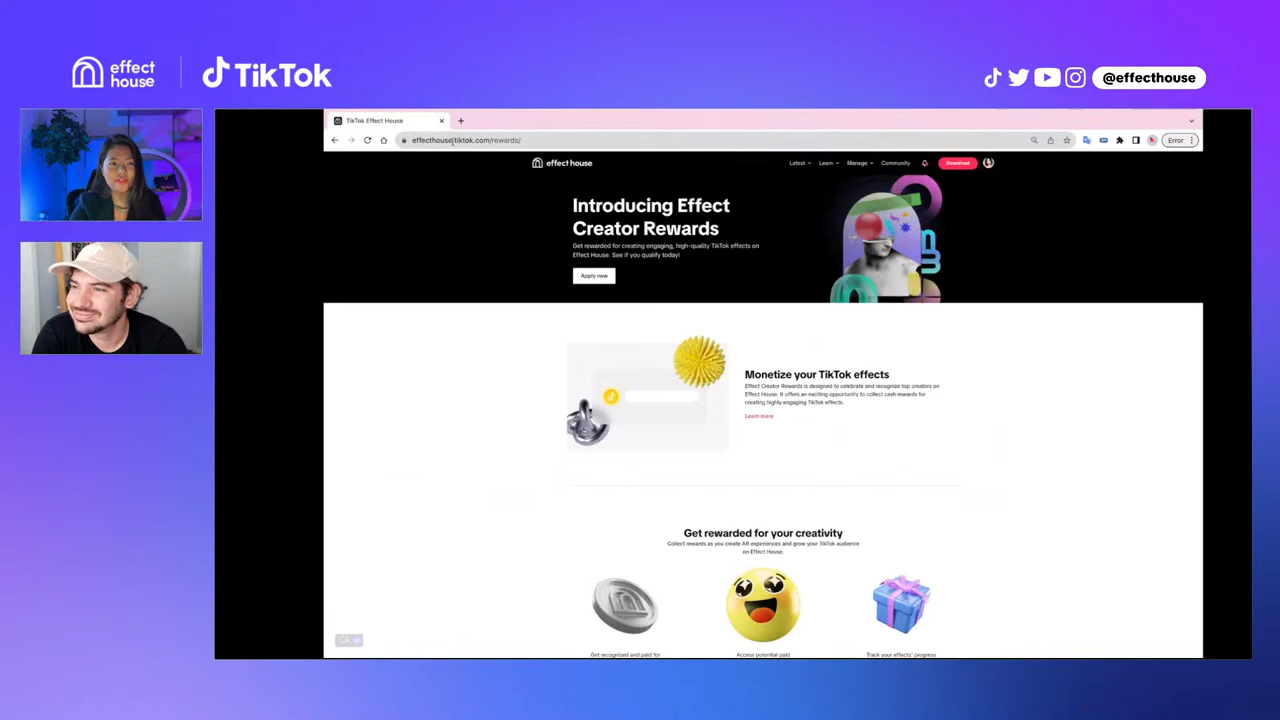 effect
house
TikTok
@effecthouse
TikTok Effect House
effecthouse.tiktok.com/rewards/
Error
effect house
Latest
Learn
Manage
Community
Download
Introducing Effect
Creator Rewards
Get rewarded for creating engaging, high-quality TikTok effects on
Effect House. See if you qualify today!
Apply now
Monetize your TikTok effects
Effect Creator Rewards is designed to celebrate and recognize top creators on
Effect House. It offers an exciting opportunity to collect cash rewards for
creating highly engaging TikTok effects.
Learn more
Get rewarded for your creativity
Collect rewards as you create AR experiences and grow your TikTok audience
on Effect House.
Get recognized and paid for
Access potential paid
Track your effects' progress